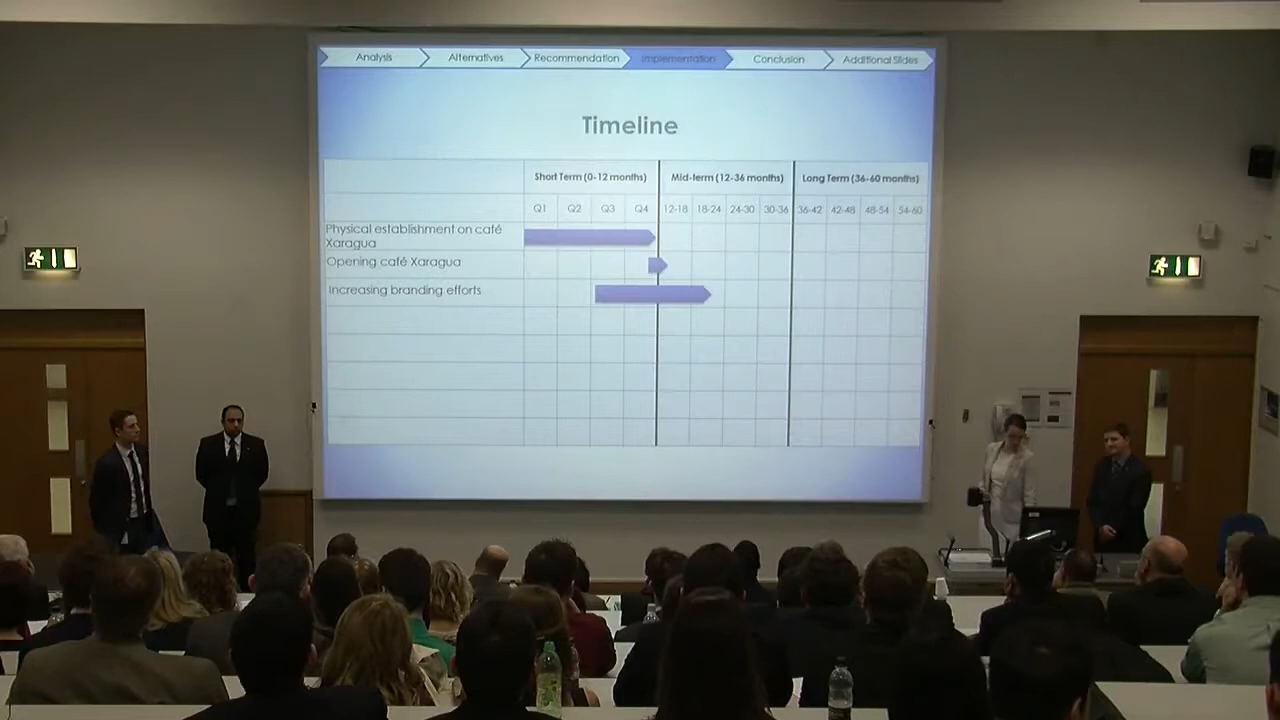 Analysis
Alternatives
Recommendation
Implementation
Conclusion
Additional Slides
Timeline
Short Term (0-12 months)
Mid-term (12-36 months)
Long Term (36-60 months)
Q1
Q2
Q3
Q4
12-18
18-24
24-30
30-36
36-42
42-48
48-54
54-60
Physical establishment on café
Xaragua
Opening café Xaragua
Increasing branding efforts